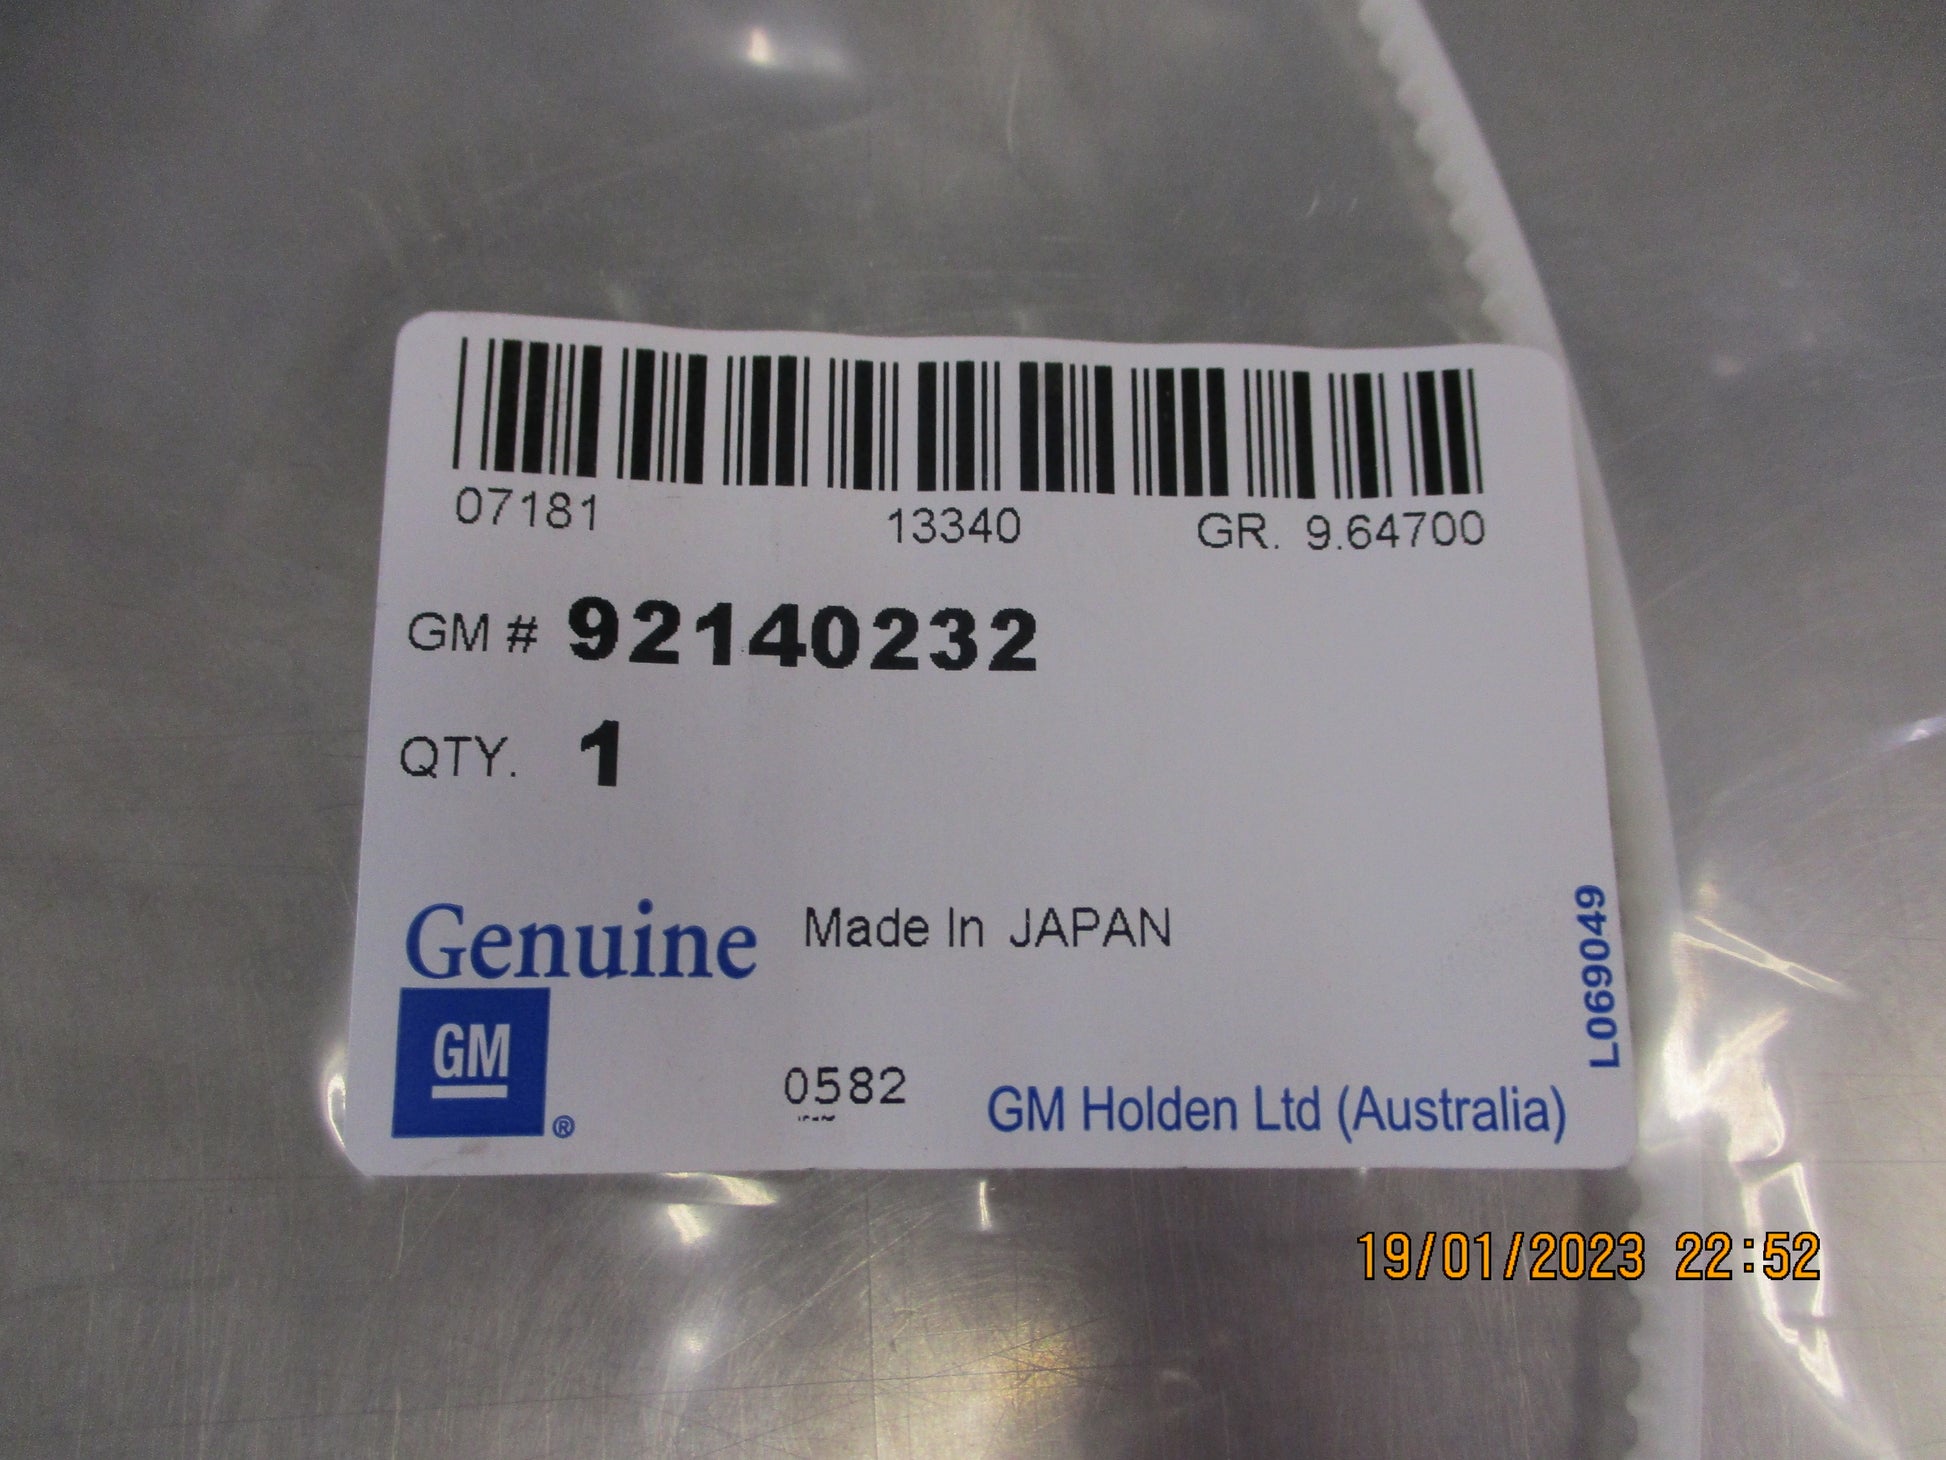 07181 13340 GR. 9.64700
GM # 92140232
QTY. 1
Genuine Made In JAPAN
GM ®
0582
GM Holden Ltd (Australia)
L069049
19/01/2023 22:52